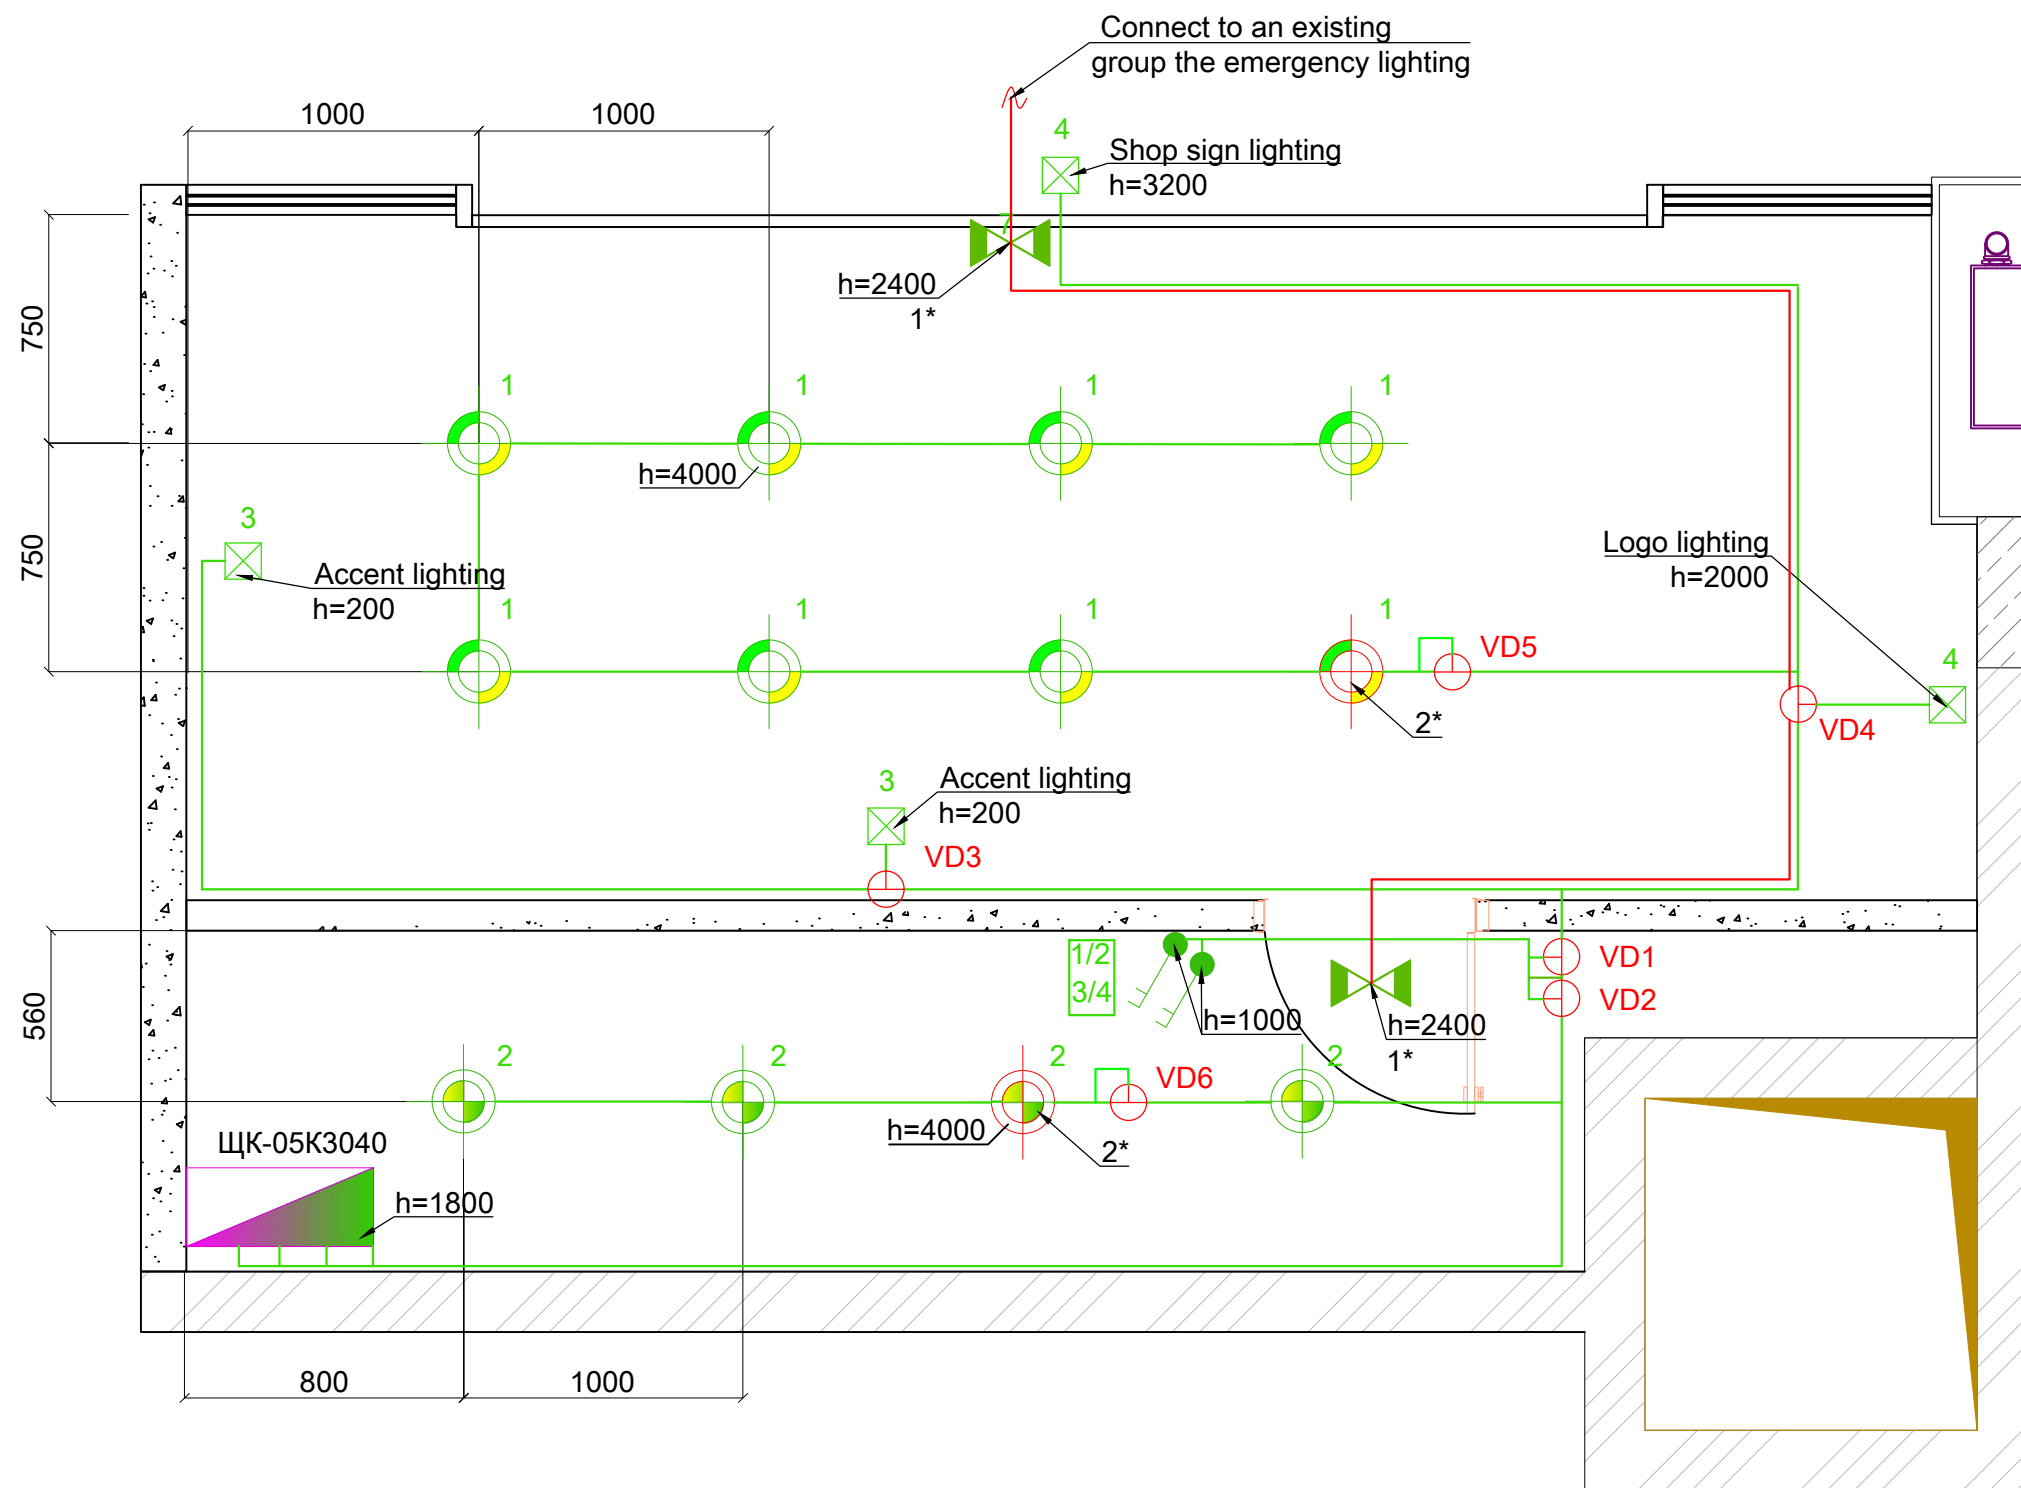 Connect to an existing
group the emergency lighting
1000
1000
4
Shop sign lighting
h=3200
7
h=2400
1*
750
1
1
1
1
h=4000
3
Accent lighting
h=200
750
Logo lighting
h=2000
1
1
1
1
VD5
4
2*
VD4
3
Accent lighting
h=200
VD3
1/2
3/4
VD1
VD2
560
h=1000
h=2400
1*
2
2
2
2
VD6
h=4000
2*
ЩК-05К3040
h=1800
800
1000